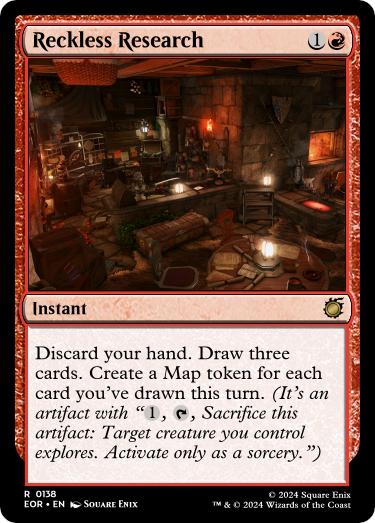 Reckless Research 1
Instant
Discard your hand. Draw three
cards. Create a Map token for each
card you've drawn this turn. (It's an
artifact with “1, , Sacrifice this
artifact: Target creature you control
explores. Activate only as a sorcery.”)
R 0138
EOR • EN SQUARE ENIX
© 2024 Square Enix
™ & © 2024 Wizards of the Coast